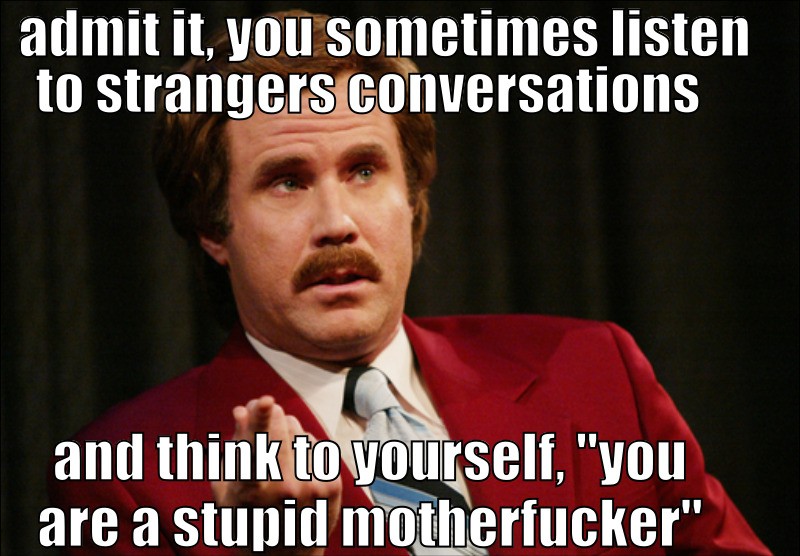 admit it, you sometimes listen
to strangers conversations
and think to yourself, "you
are a stupid motherfucker"